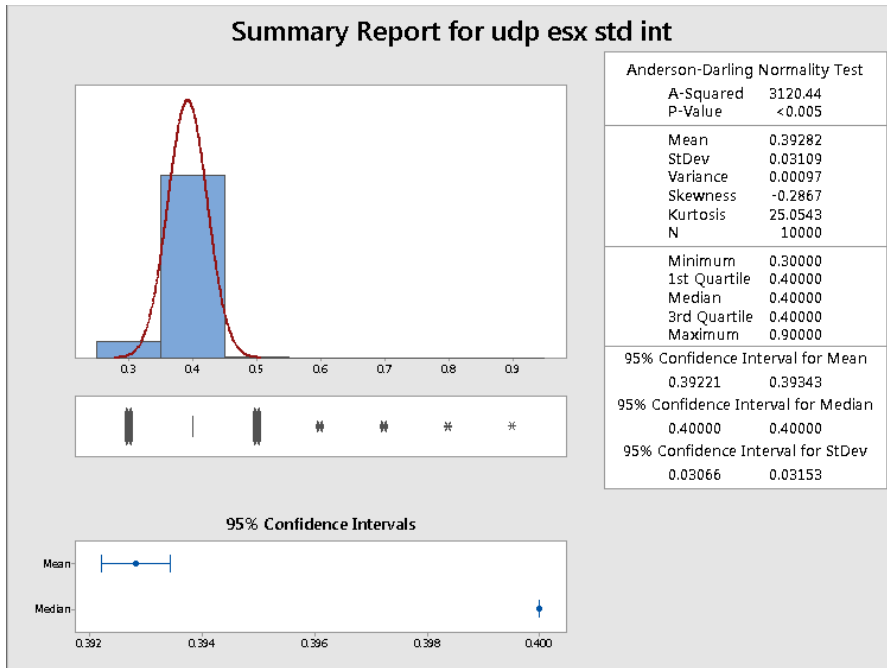 Summary Report for udp esx std int
Anderson-Darling Normality Test
A-Squared 3120.44
P-Value <0.005
Mean 0.39282
StDev 0.03109
Variance 0.00097
Skewness -0.2867
Kurtosis 25.0543
N 10000
Minimum 0.30000
1st Quartile 0.40000
Median 0.40000
3rd Quartile 0.40000
Maximum 0.90000
95% Confidence Interval for Mean
0.39221 0.39343
95% Confidence Interval for Median
0.40000 0.40000
95% Confidence Interval for StDev
0.03066 0.03153
0.3 0.4 0.5 0.6 0.7 0.8 0.9
95% Confidence Intervals
Mean
Median
0.392 0.394 0.396 0.398 0.400